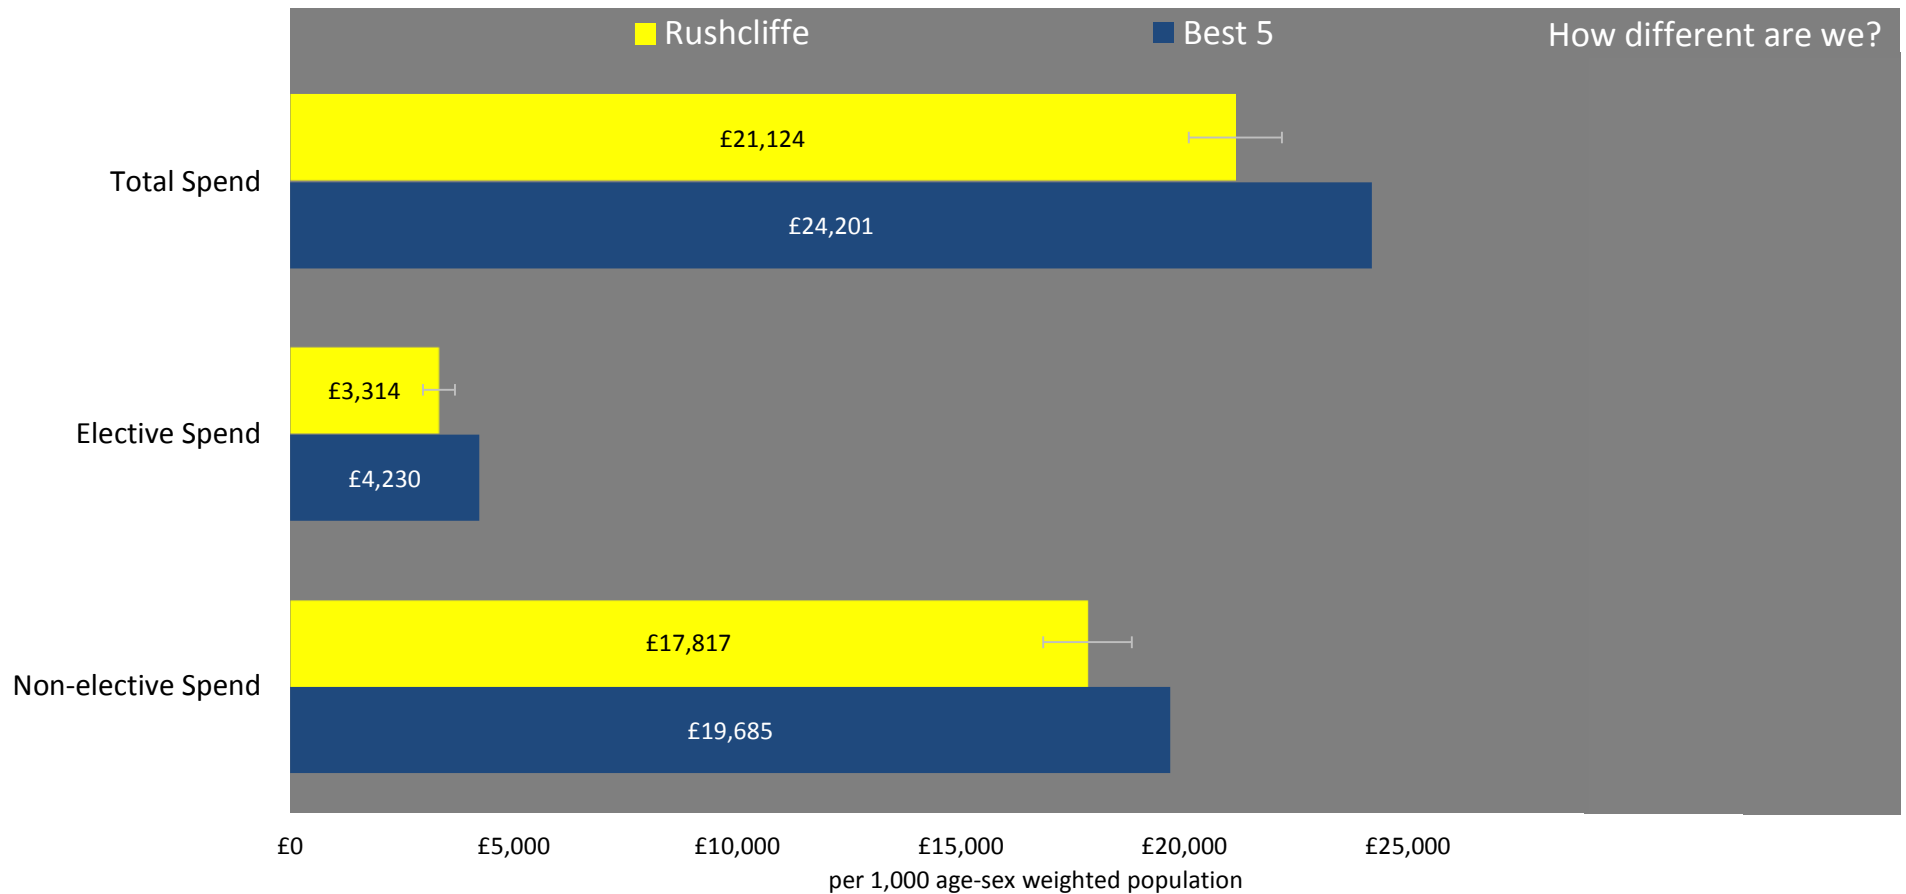 Rushcliffe Best 5 How different are we?
Total Spend
£21,124
£24,201
Elective Spend
£3,314
£4,230
Non-elective Spend
£17,817
£19,685
£0 £5,000 £10,000 £15,000 £20,000 £25,000
per 1,000 age-sex weighted population